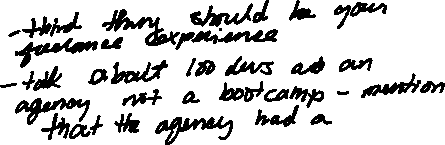 - third thing should be your
freelance experience
- talk about 100 devs as an
agency not a bootcamp - mention
that the agency had a